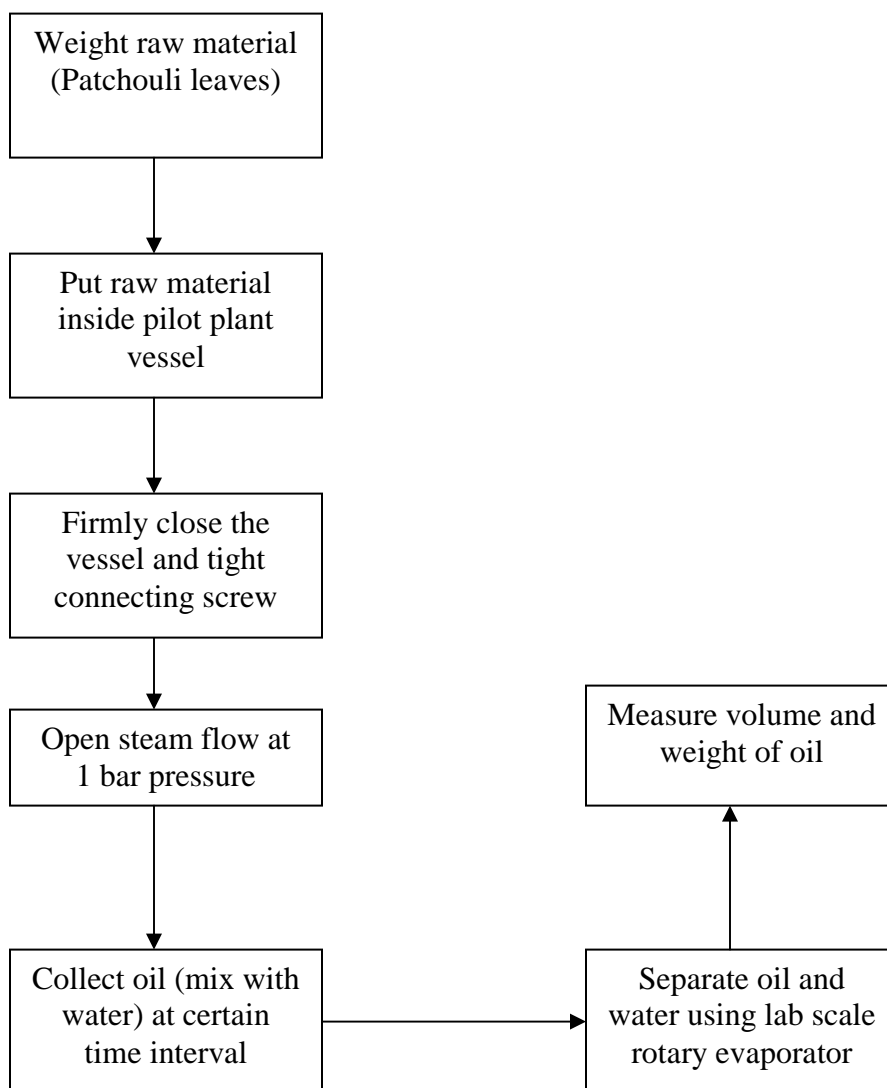 Weight raw material
(Patchouli leaves)
Put raw material
inside pilot plant
vessel
Firmly close the
vessel and tight
connecting screw
Open steam flow at
1 bar pressure
Collect oil (mix with
water) at certain
time interval
Separate oil and
water using lab scale
rotary evaporator
Measure volume and
weight of oil